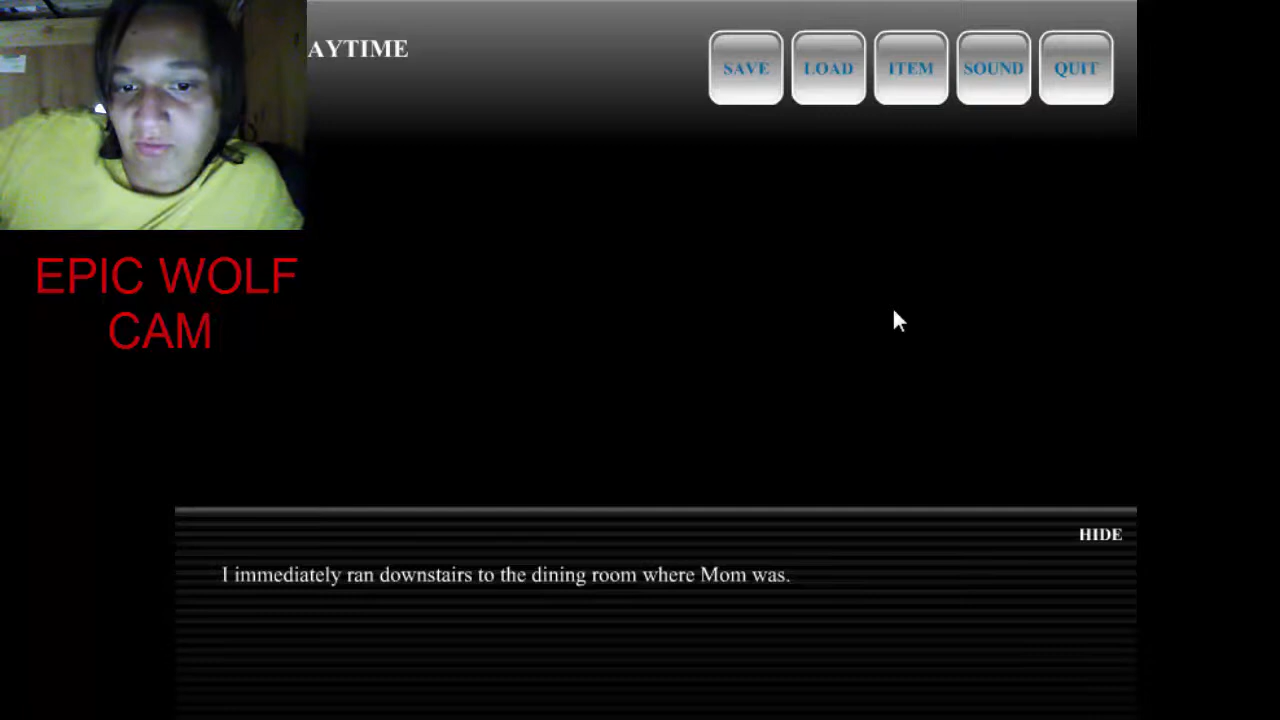 AYTIME
SAVE LOAD ITEM SOUND QUIT
EPIC WOLF
CAM
HIDE
I immediately ran downstairs to the dining room where Mom was.